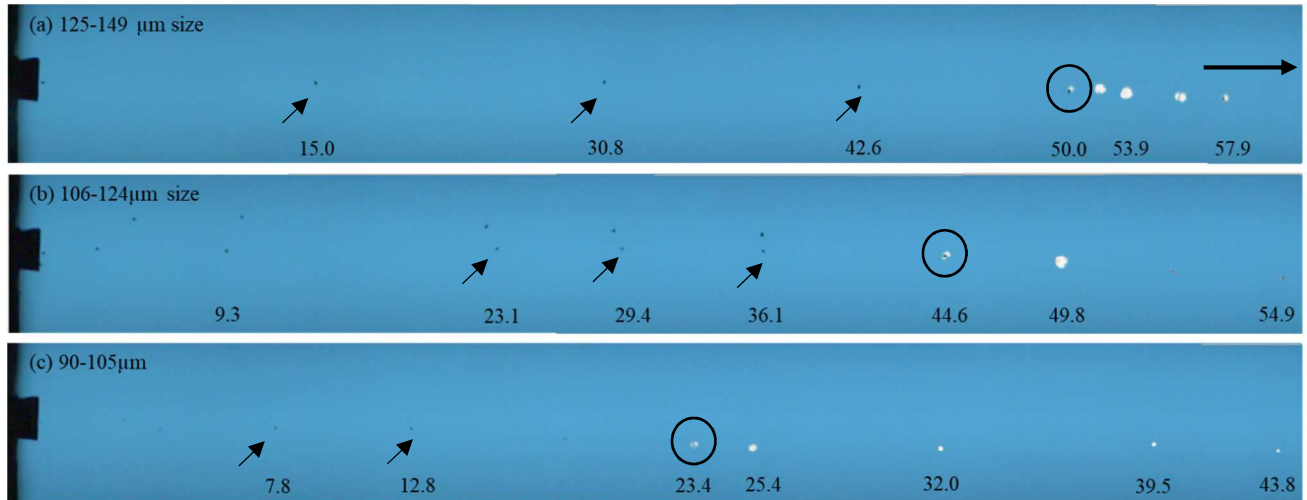 (a) 125-149 µm size
15.0 30.8 42.6 50.0 53.9 57.9
(b) 106-124µm size
9.3 23.1 29.4 36.1 44.6 49.8 54.9
(c) 90-105µm
7.8 12.8 23.4 25.4 32.0 39.5 43.8